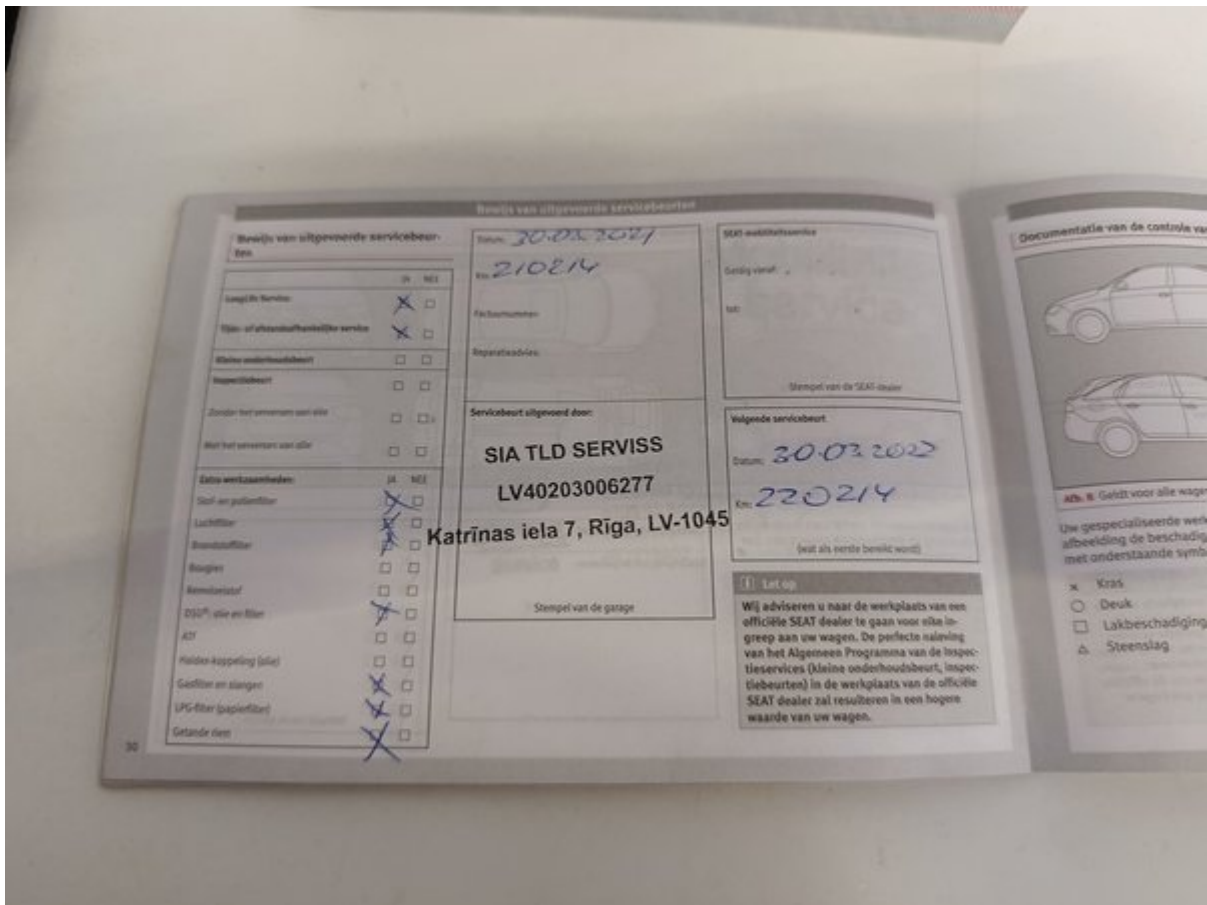 Bewijs van uitgevoerde servicebeurten
Bewijs van uitgevoerde servicebeur-
ten
JA NEE
LongLife Service:
Tijds- of afstandsafhankelijke service
Kleine onderhoudsbeurt
Inspectiebeurt
Zonder het verversen van olie
Met het verversen van olie
Extra werkzaamheden: JA NEE
Stof- en pollenfilter
Luchtfilter
Brandstoffilter
Bougies
Remvloeistof
DSG®: olie en filter
ATF
Haldex-koppeling (olie)
Gasfilter en slangen
LPG-filter (papierfilter)
Getande riem
30
Datum: 30.03.2021
Km: 210214
Factuurnummer:
Reparatieadvies:
Servicebeurt uitgevoerd door:
SIA TLD SERVISS
LV40203006277
Katrīnas iela 7, Rīga, LV-1045
Stempel van de garage
SEAT-mobiliteitsservice
Geldig vanaf:
tot:
Stempel van de SEAT-dealer
Volgende servicebeurt
Datum: 30.03.2022
Km: 220214
(wat als eerste bereikt wordt)
Let op
Wij adviseren u naar de werkplaats van een
officiële SEAT dealer te gaan voor elke in-
greep aan uw wagen. De perfecte naleving
van het Algemeen Programma van de Inspec-
tieservices (kleine onderhoudsbeurt, inspec-
tiebeurten) in de werkplaats van de officiële
SEAT dealer zal resulteren in een hogere
waarde van uw wagen.
Documentatie van de controle va
Afb. 8 Geldt voor alle wagen
Uw gespecialiseerde werk
afbeelding de beschadig
met onderstaande symb
Kras
Deuk
Lakbeschadiging
Steenslag